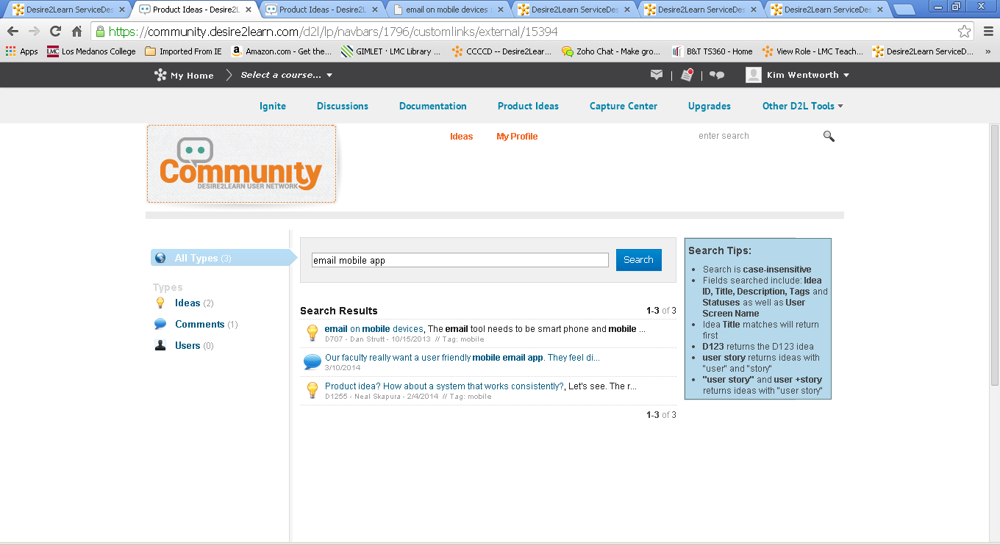 Desire2Learn ServiceDes
Product Ideas - Desire2L
Product Ideas - Desire2L
email on mobile devices :
Desire2Learn ServiceDes
Desire2Learn ServiceDes
Desire2Learn ServiceDes
https://community.desire2learn.com/d2l/lp/navbars/1796/customlinks/external/15394
Apps
LMC Los Medanos College
Imported From IE
Amazon.com - Get the...
GIMLET · LMC Library ...
CCCCD -- Desire2Lear...
Zoho Chat - Make gro...
B&T TS360 - Home
View Role - LMC Teach...
Desire2Learn ServiceD...
»
My Home
Select a course...
Kim Wentworth
Ignite
Discussions
Documentation
Product Ideas
Capture Center
Upgrades
Other D2L Tools
Community
DESIRE2LEARN USER NETWORK
Ideas
My Profile
enter search
All Types (3)
Types
Ideas (2)
Comments (1)
Users (0)
email mobile app
Search
Search Results
1-3 of 3
email on mobile devices, The email tool needs to be smart phone and mobile ...
D707 - Dan Strutt - 10/15/2013 // Tag: mobile
Our faculty really want a user friendly mobile email app. They feel di...
3/10/2014
Product idea? How about a system that works consistently?, Let's see. The r...
D1255 - Neal Skapura - 2/4/2014 // Tag: mobile
1-3 of 3
Search Tips:
• Search is case-insensitive
• Fields searched include: Idea
ID, Title, Description, Tags and
Statuses as well as User
Screen Name
• Idea Title matches will return
first
• D123 returns the D123 idea
• user story returns ideas with
"user" and "story"
• "user story" and user +story
returns ideas with "user story"